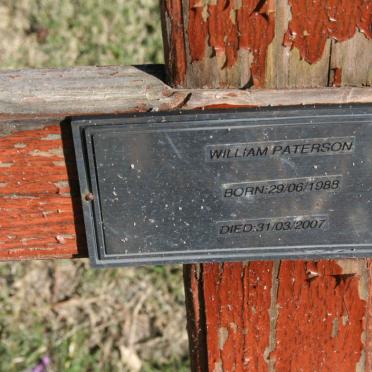 WILLIAM PATERSON
BORN:29/06/1988
DIED:31/03/2007